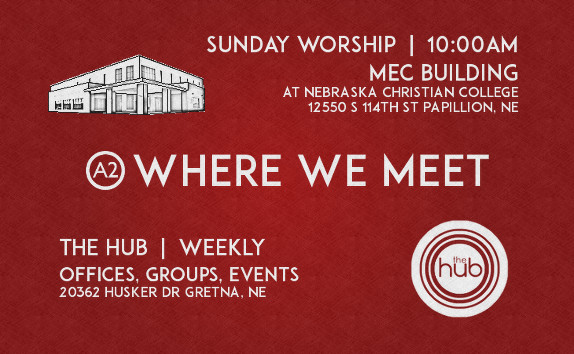 SUNDAY WORSHIP | 10:00AM
MEC BUILDING
AT NEBRASKA CHRISTIAN COLLEGE
12550 S 114TH ST PAPILLION, NE
A2 WHERE WE MEET
THE HUB | WEEKLY
OFFICES, GROUPS, EVENTS
20362 HUSKER DR GRETNA, NE
the
hub